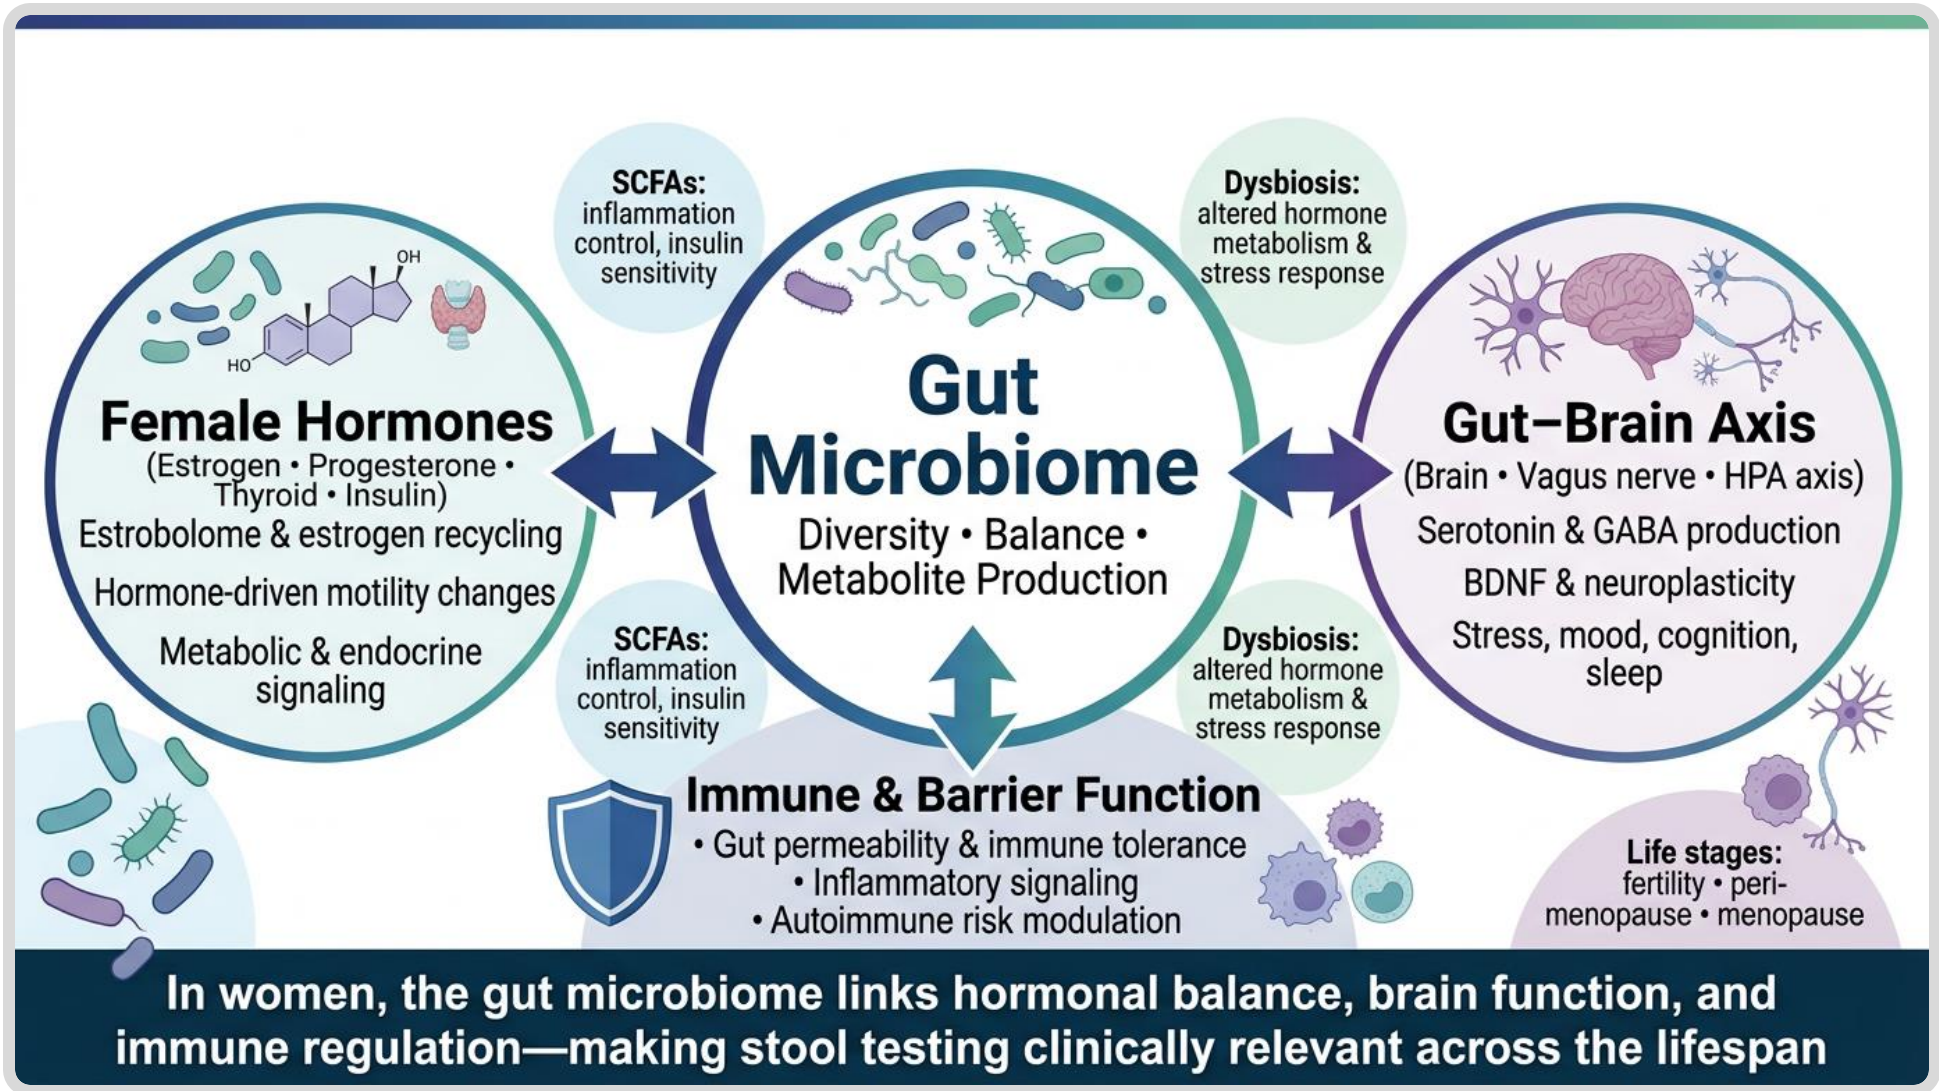 SCFAs:
inflammation
control, insulin
sensitivity
Dysbiosis:
altered hormone
metabolism &
stress response
OH
HO
Female Hormones
(Estrogen • Progesterone •
Thyroid • Insulin)
Estrobolome & estrogen recycling
Hormone-driven motility changes
Metabolic & endocrine
signaling
Gut
Microbiome
Diversity • Balance •
Metabolite Production
Gut–Brain Axis
(Brain • Vagus nerve • HPA axis)
Serotonin & GABA production
BDNF & neuroplasticity
Stress, mood, cognition,
sleep
SCFAs:
inflammation
control, insulin
sensitivity
Dysbiosis:
altered hormone
metabolism &
stress response
Immune & Barrier Function
• Gut permeability & immune tolerance
• Inflammatory signaling
• Autoimmune risk modulation
Life stages:
fertility • peri-
menopause • menopause
In women, the gut microbiome links hormonal balance, brain function, and
immune regulation—making stool testing clinically relevant across the lifespan